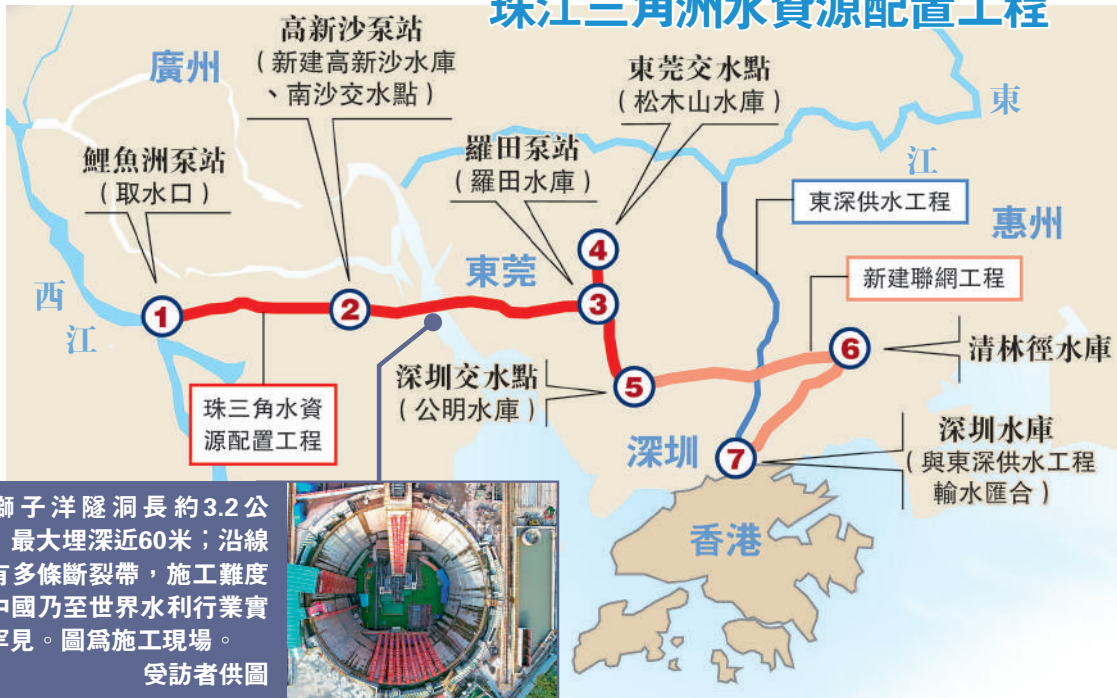 珠江三角洲水資源配置工程
廣州
高新沙泵站
（新建高新沙水庫
、南沙交水點）
東莞交水點
（松木山水庫）
東
江
鯉魚洲泵站
（取水口）
羅田泵站
（羅田水庫）
東深供水工程
惠州
東莞
新建聯網工程
西
江
1
2
3
4
5
6
7
清林徑水庫
珠三角水資
源配置工程
深圳交水點
（公明水庫）
深圳
深圳水庫
（與東深供水工程
輸水匯合）
香港
獅子洋隧洞長約3.2公
最大埋深近60米；沿線
有多條斷裂帶，施工難度
中國乃至世界水利行業實
罕見。圖爲施工現場。
受訪者供圖